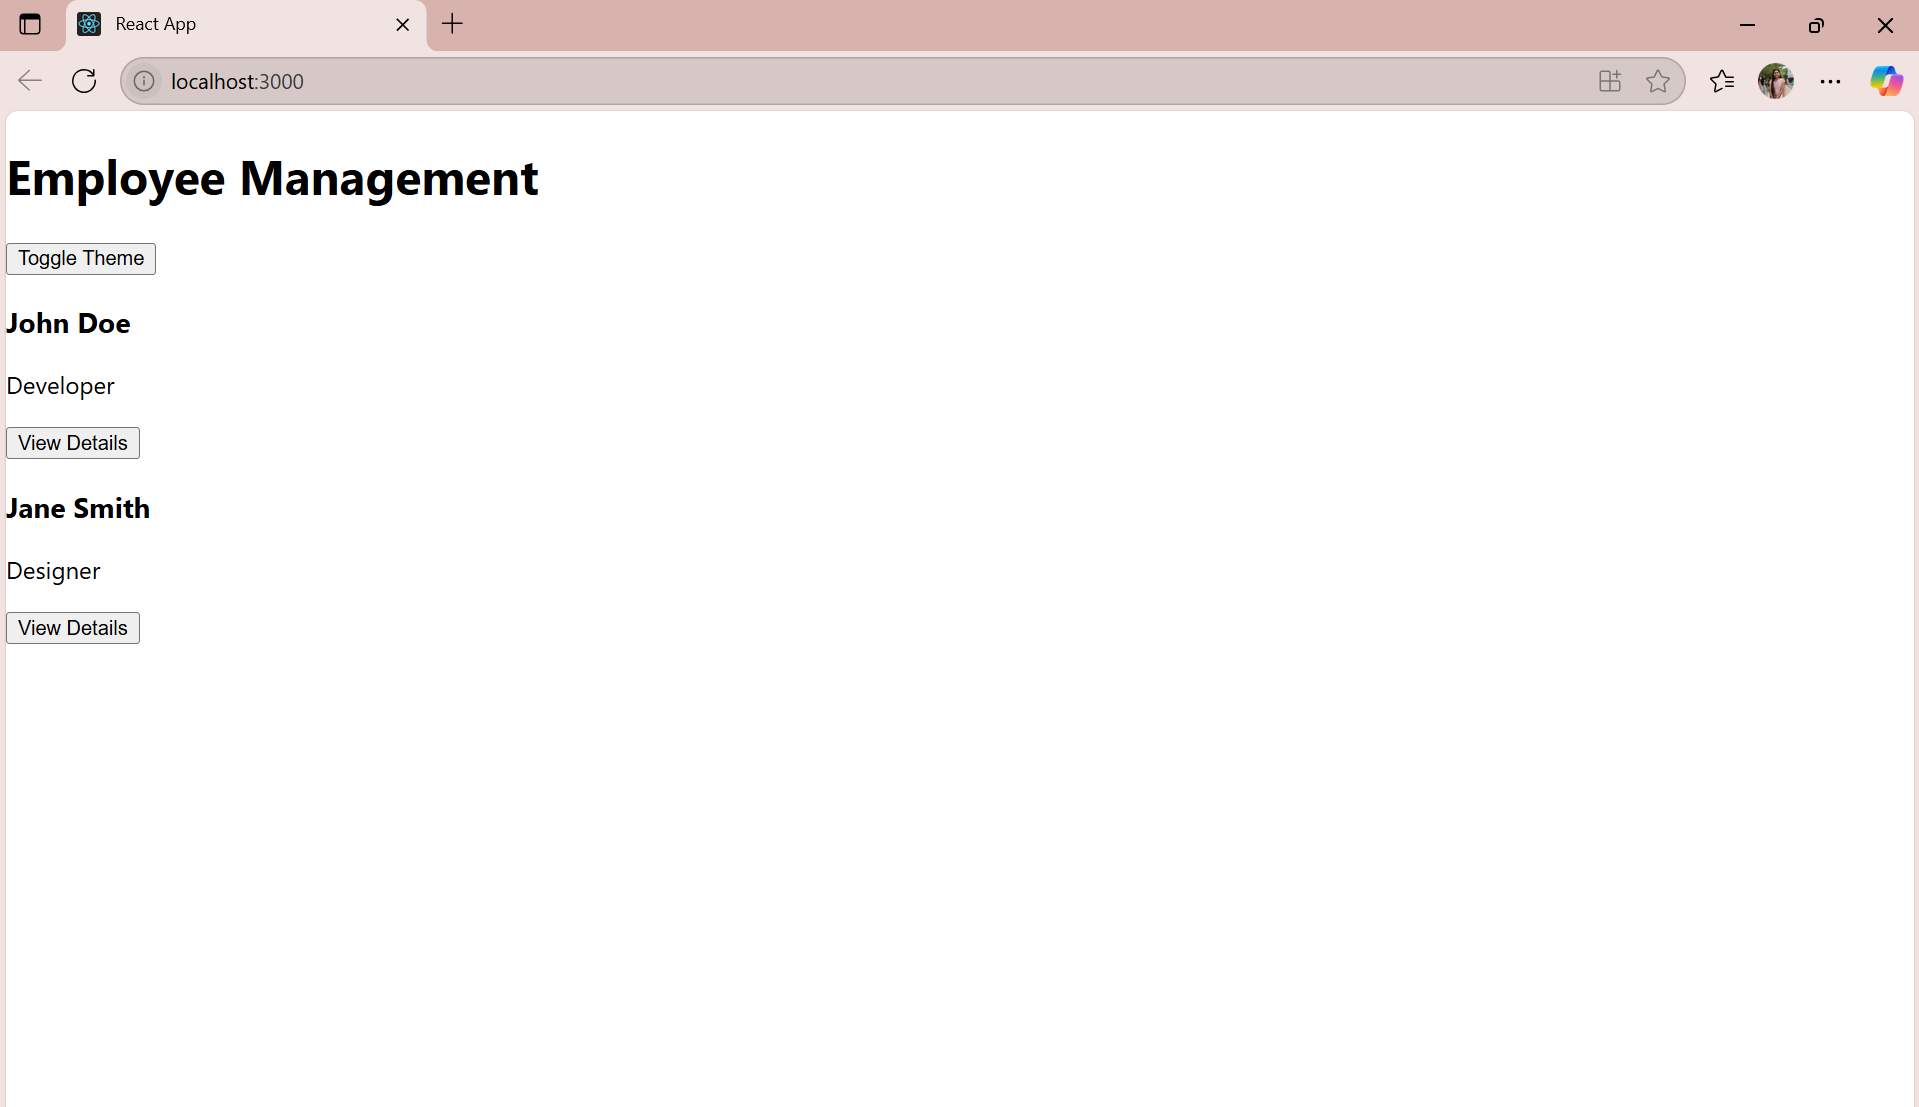 React App
localhost:3000
Employee Management
Toggle Theme
John Doe
Developer
View Details
Jane Smith
Designer
View Details